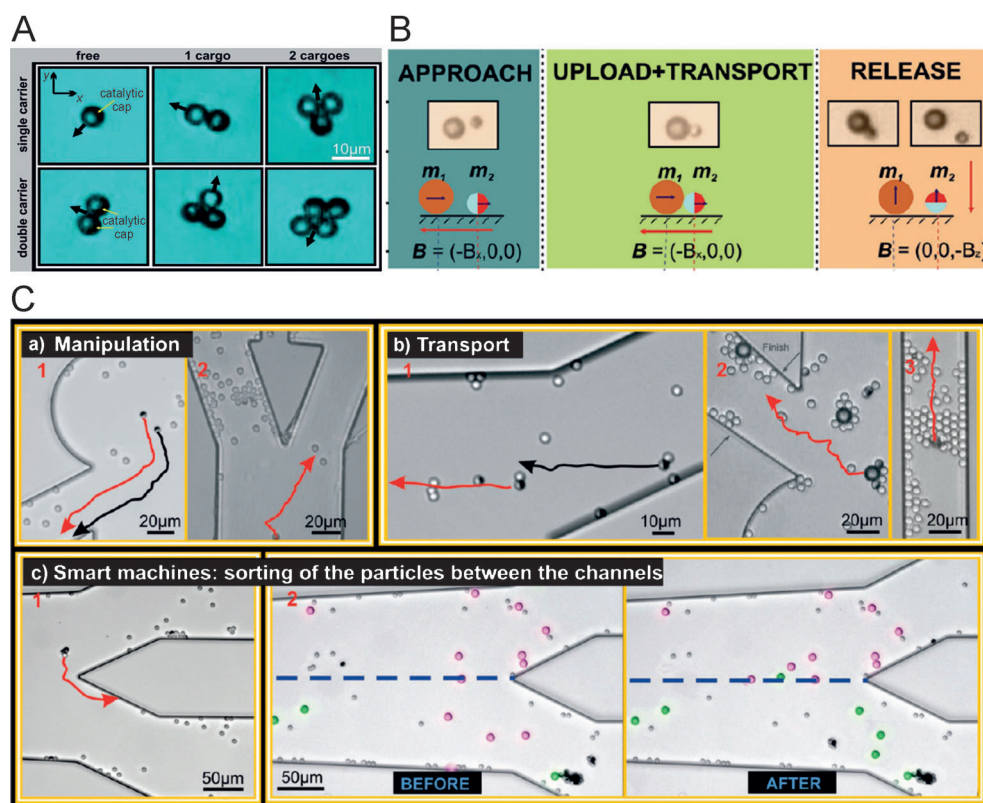 A
free 1 cargo 2 cargoes
single carrier
y
x
catalytic
cap
10µm
double carrier
catalytic
cap
B
APPROACH
m1 m2
B = (-Bx,0,0)
UPLOAD+TRANSPORT
m1 m2
B = (-Bx,0,0)
RELEASE
m1 m2
B = (0,0,-Bz)
C
a) Manipulation
1
20µm
2
20µm
b) Transport
1
10µm
2
Finish
20µm
3
20µm
c) Smart machines: sorting of the particles between the channels
1
50µm
2
50µm
BEFORE
AFTER